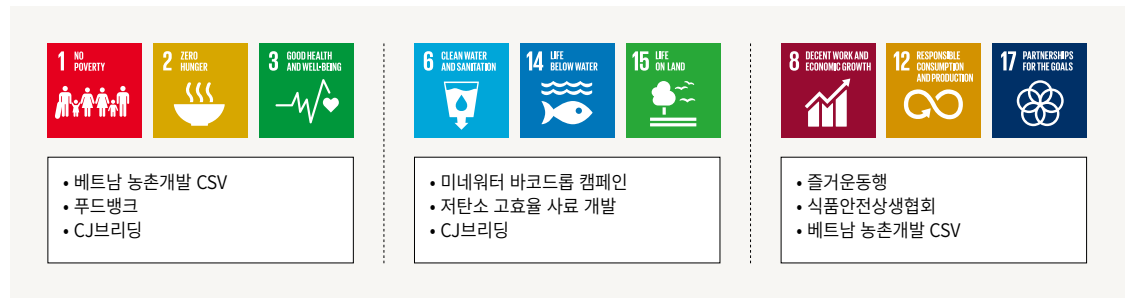 1 NO POVERTY
2 ZERO HUNGER
3 GOOD HEALTH AND WELL-BEING
• 베트남 농촌개발 CSV
• 푸드뱅크
• CJ브리딩
6 CLEAN WATER AND SANITATION
14 LIFE BELOW WATER
15 LIFE ON LAND
• 미네워터 바코드롭 캠페인
• 저탄소 고효율 사료 개발
• CJ브리딩
8 DECENT WORK AND ECONOMIC GROWTH
12 RESPONSIBLE CONSUMPTION AND PRODUCTION
17 PARTNERSHIPS FOR THE GOALS
• 즐거운동행
• 식품안전상생협회
• 베트남 농촌개발 CSV